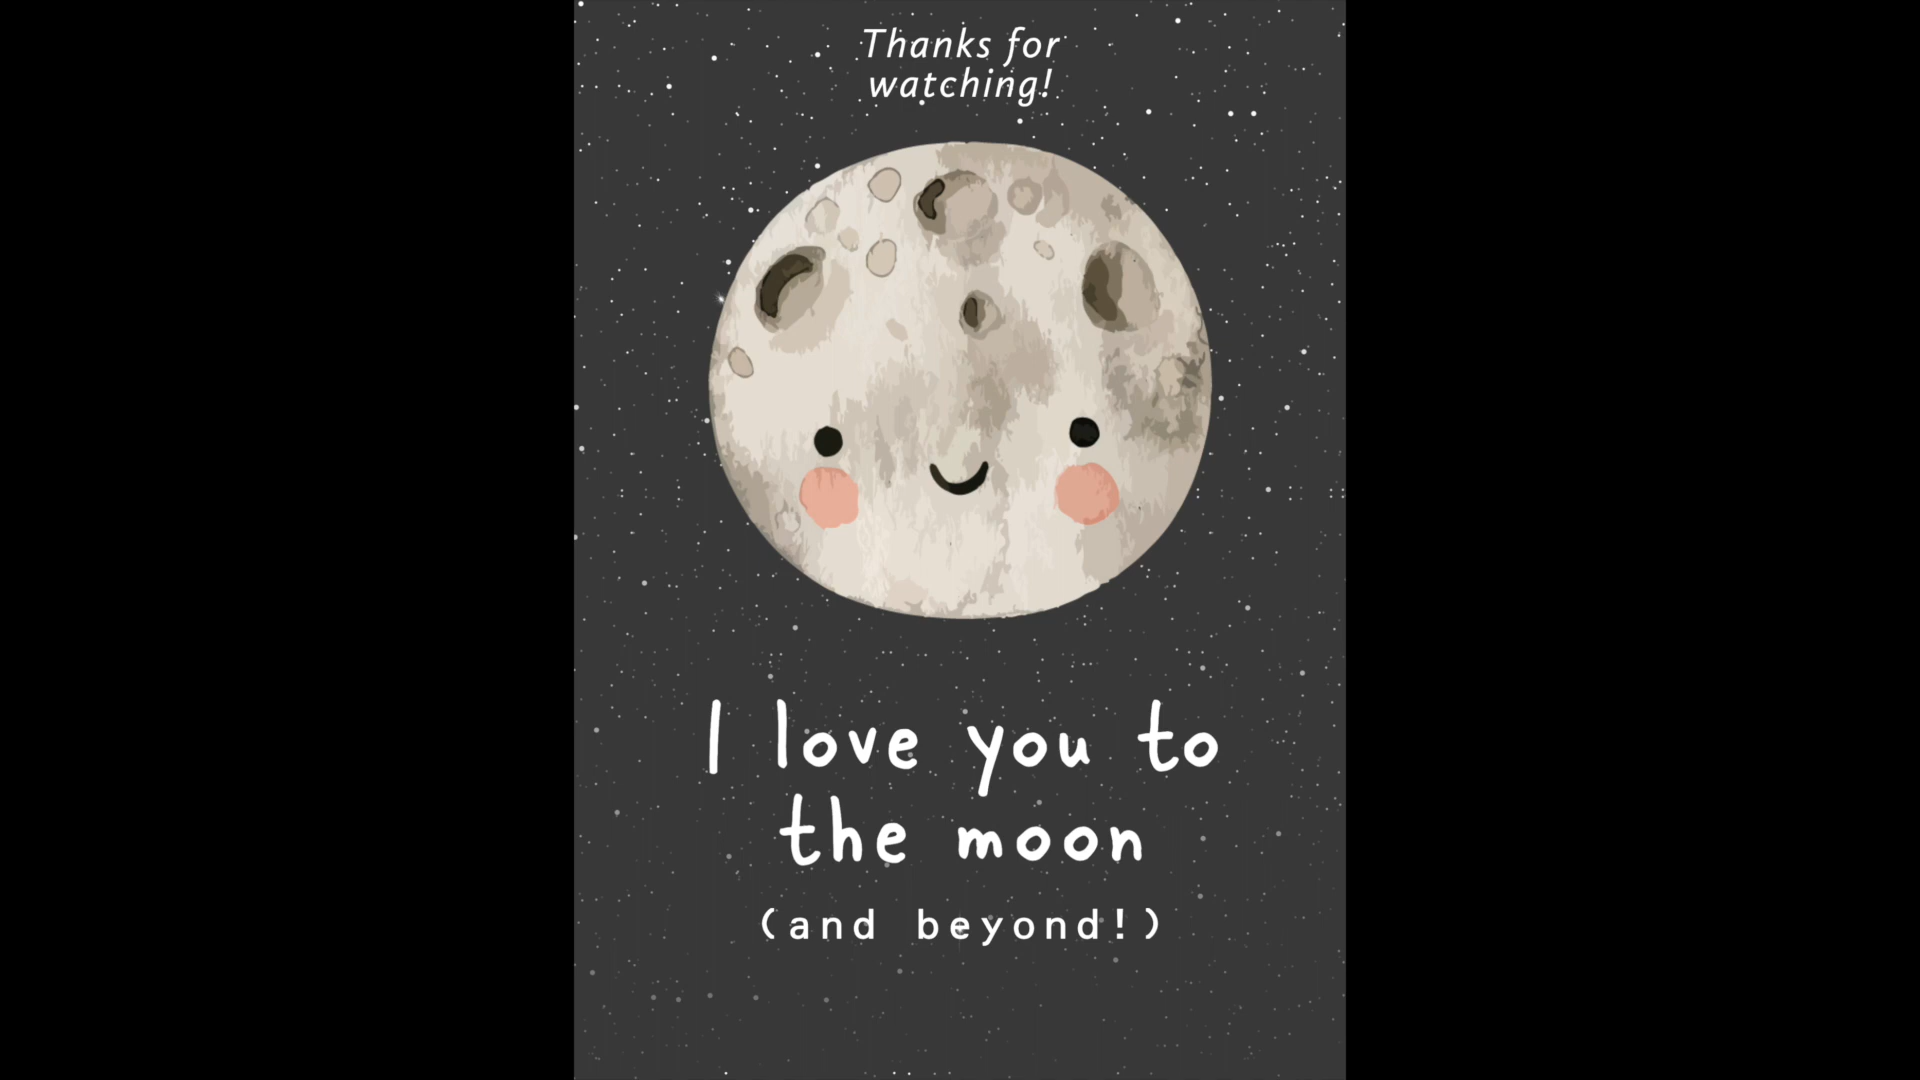 Thanks for
watching!
I love you to
the moon
(and beyond!)